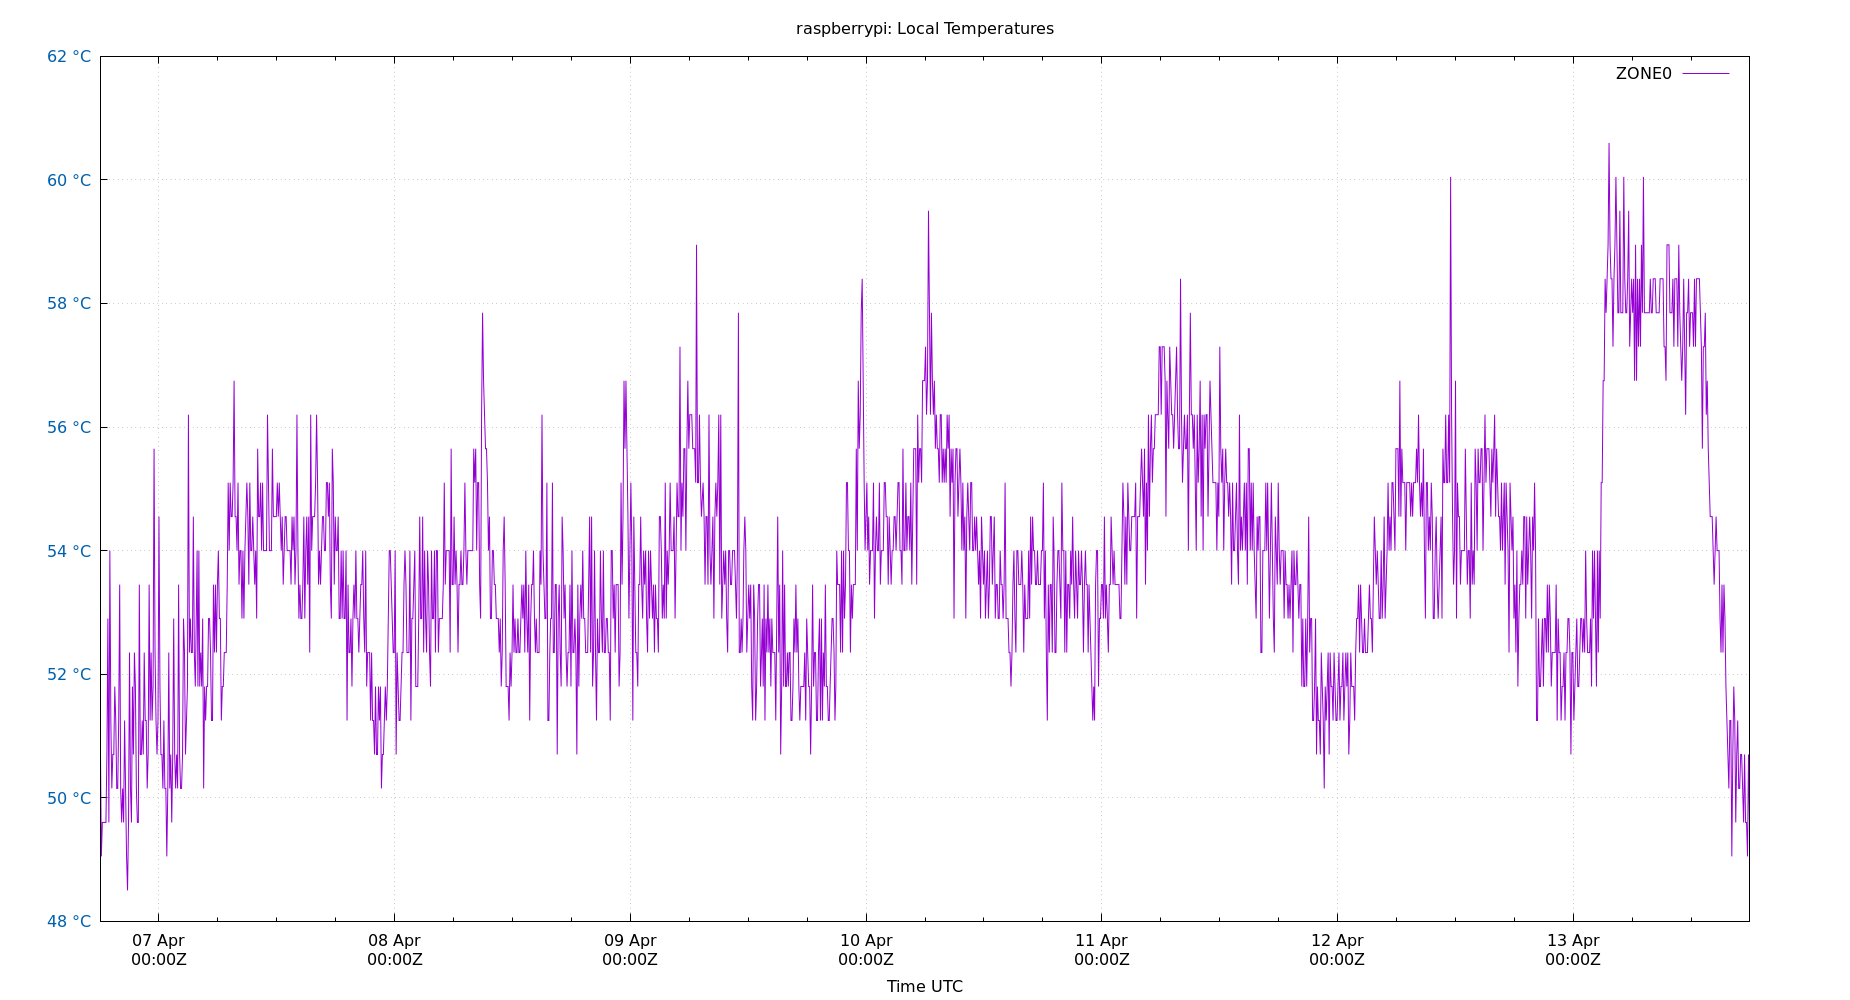 raspberrypi: Local Temperatures
62 °C
ZONE0
60 °C
58 °C
56 °C
54 °C
52 °C
50 °C
48 °C
07 Apr 08 Apr 09 Apr 10 Apr 11 Apr 12 Apr 13 Apr
00:00Z 00:00Z 00:00Z 00:00Z 00:00Z 00:00Z 00:00Z
Time UTC